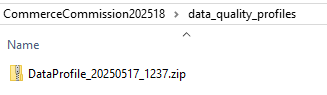 CommerceCommission202518 > data_quality_profiles
Name
DataProfile_20250517_1237.zip